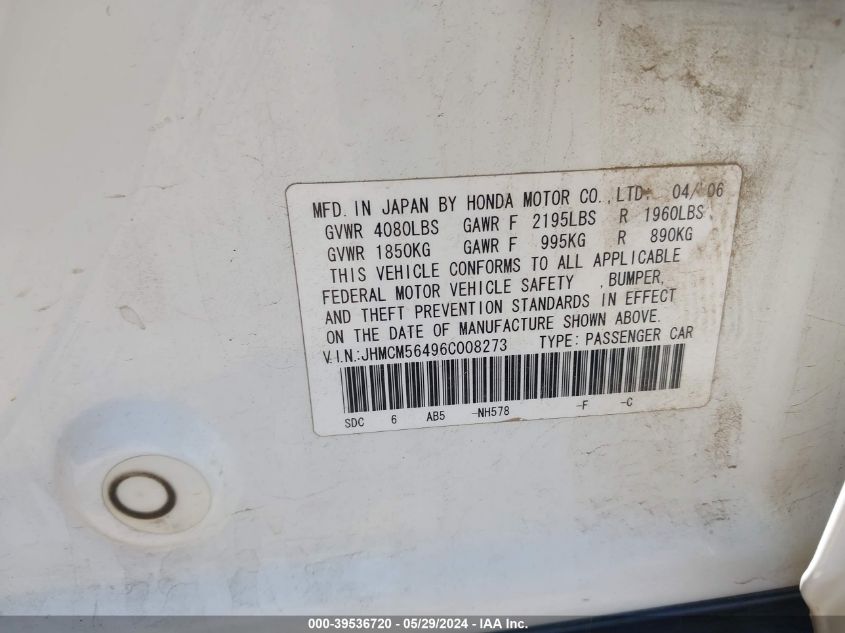 MFD. IN JAPAN BY HONDA MOTOR CO.,LTD. 04/06
GVWR 4080LBS GAWR F 2195LBS R 1960LBS
GVWR 1850KG GAWR F 995KG R 890KG
THIS VEHICLE CONFORMS TO ALL APPLICABLE
FEDERAL MOTOR VEHICLE SAFETY ,BUMPER,
AND THEFT PREVENTION STANDARDS IN EFFECT
ON THE DATE OF MANUFACTURE SHOWN ABOVE.
V.I.N.:JHMCM56496C008273 TYPE: PASSENGER CAR
SDC 6 AB5 -NH578 -F -C
000-39536720 - 05/29/2024 - IAA Inc.